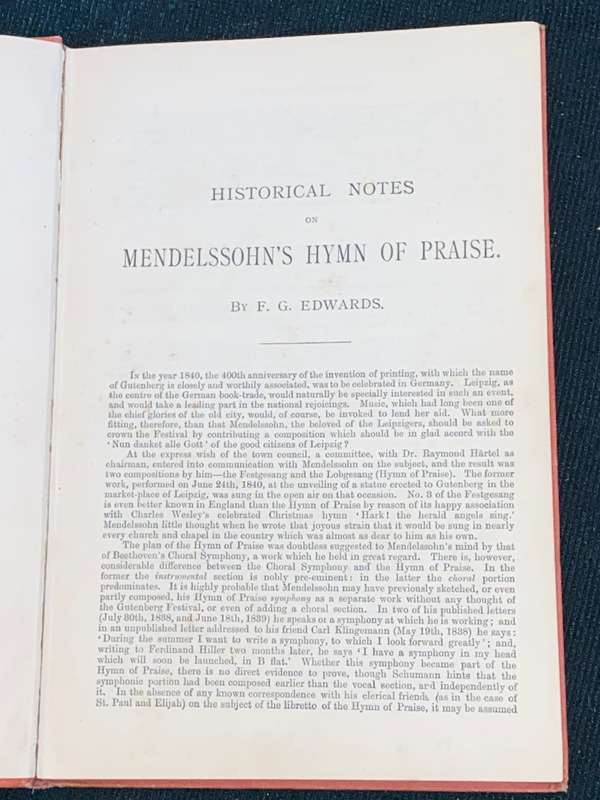 HISTORICAL NOTES
ON
MENDELSSOHN'S HYMN OF PRAISE.
BY F. G. EDWARDS.
In the year 1840, the 400th anniversary of the invention of printing, with which the name
of Gutenberg is closely and worthily associated, was to be celebrated in Germany. Leipzig, as
the centre of the German book-trade, would naturally be specially interested in such an event,
and would take a leading part in the national rejoicings. Music, which had long been one of
the chief glories of the old city, would, of course, be invoked to lend her aid. What more
fitting, therefore, than that Mendelssohn, the beloved of the Leipzigers, should be asked to
crown the Festival by contributing a composition which should be in glad accord with the
' Nun danket alle Gott' of the good citizens of Leipzig ?
At the express wish of the town council, a committee, with Dr. Raymond Härtel as
chairman, entered into communication with Mendelssohn on the subject, and the result was
two compositions by him—the Festgesang and the Lobgesang (Hymn of Praise). The former
work, performed on June 24th, 1840, at the unveiling of a statue erected to Gutenberg in the
market-place of Leipzig, was sung in the open air on that occasion. No. 3 of the Festgesang
is even better known in England than the Hymn of Praise by reason of its happy association
with Charles Wesley's celebrated Christmas hymn ' Hark! the herald angels sing.'
Mendelssohn little thought when he wrote that joyous strain that it would be sung in nearly
every church and chapel in the country which was almost as dear to him as his own.
The plan of the Hymn of Praise was doubtless suggested to Mendelssohn's mind by that
of Beethoven's Choral Symphony, a work which he held in great regard. There is, however,
considerable difference between the Choral Symphony and the Hymn of Praise. In the
former the instrumental section is nobly pre-eminent: in the latter the choral portion
predominates. It is highly probable that Mendelssohn may have previously sketched, or even
partly composed, his Hymn of Praise symphony as a separate work without any thought of
the Gutenberg Festival, or even of adding a choral section. In two of his published letters
(July 30th, 1838, and June 18th, 1839) he speaks of a symphony at which he is working; and
in an unpublished letter addressed to his friend Carl Klingemann (May 19th, 1838) he says:
' During the summer I want to write a symphony, to which I look forward greatly'; and,
writing to Ferdinand Hiller two months later, he says ' I have a symphony in my head
which will soon be launched, in B flat.' Whether this symphony became part of the
Hymn of Praise, there is no direct evidence to prove, though Schumann hints that the
symphonic portion had been composed earlier than the vocal section, and independently of
it. In the absence of any known correspondence with his clerical friends (as in the case of
St. Paul and Elijah) on the subject of the libretto of the Hymn of Praise, it may be assumed